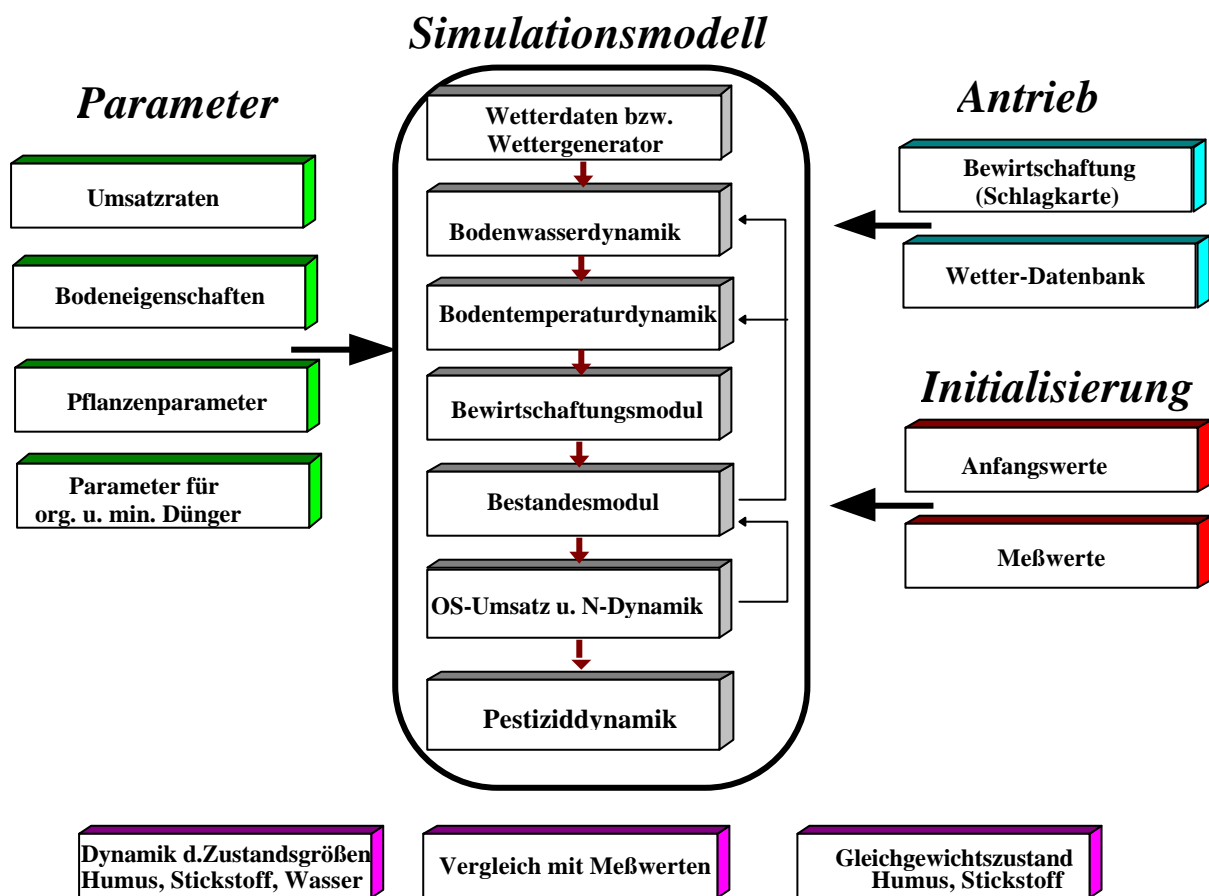 Simulationsmodell
Parameter
Umsatzraten
Bodeneigenschaften
Pflanzenparameter
Parameter für
org. u. min. Dünger
Wetterdaten bzw.
Wettergenerator
Bodenwasserdynamik
Bodentemperaturdynamik
Bewirtschaftungsmodul
Bestandesmodul
OS-Umsatz u. N-Dynamik
Pestiziddynamik
Antrieb
Bewirtschaftung
(Schlagkarte)
Wetter-Datenbank
Initialisierung
Anfangswerte
Meßwerte
Dynamik d.Zustandsgrößen
Humus, Stickstoff, Wasser
Vergleich mit Meßwerten
Gleichgewichtszustand
Humus, Stickstoff